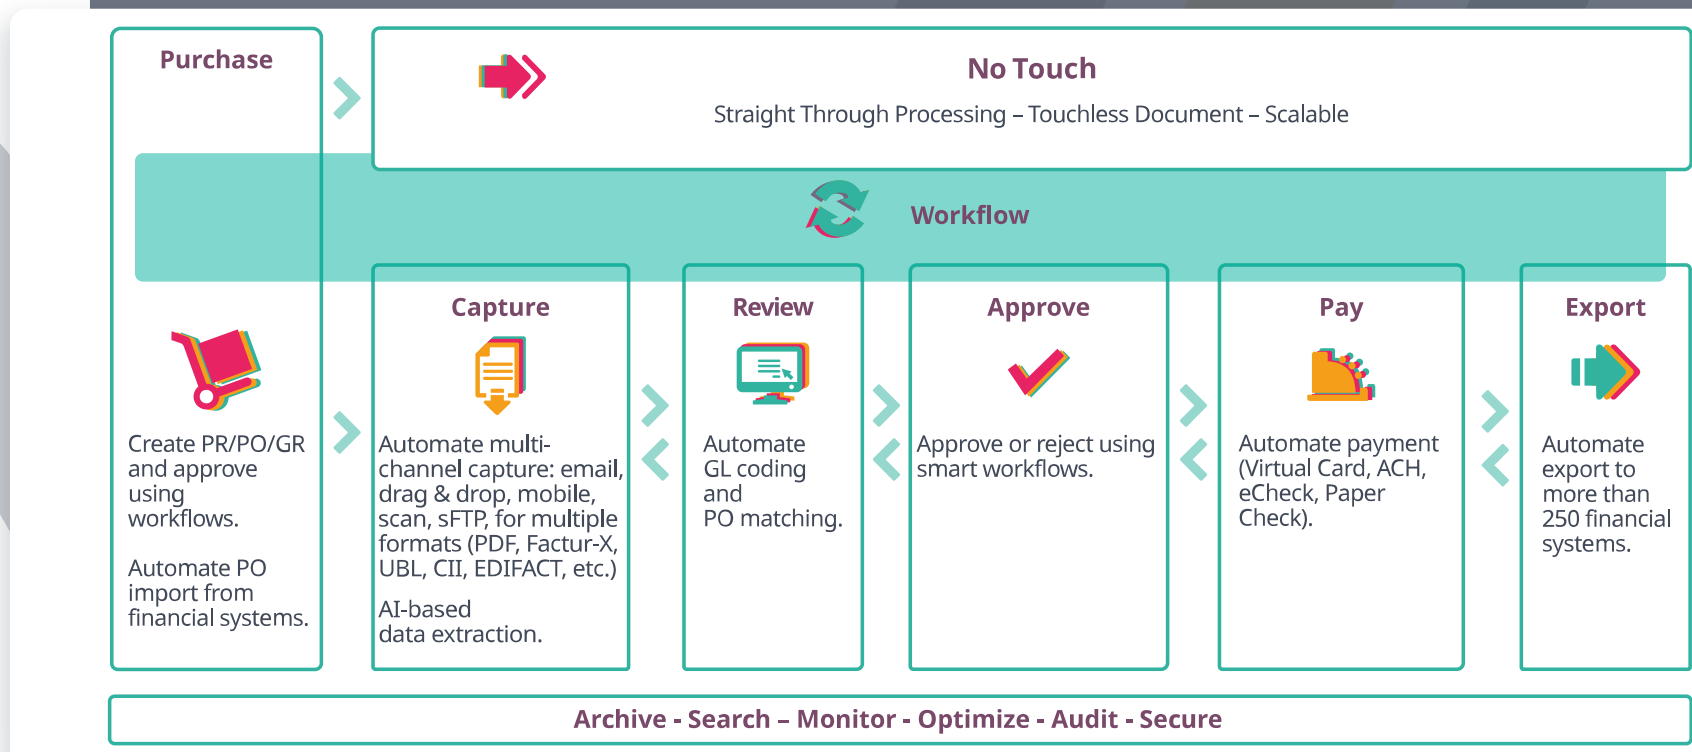 Purchase
No Touch
Straight Through Processing – Touchless Document – Scalable
Workflow
Create PR/PO/GR
and approve
using
workflows.
Automate PO
import from
financial systems.
Capture
Automate multi-
channel capture: email,
drag & drop, mobile,
scan, sFTP, for multiple
formats (PDF, Factur-X,
UBL, CII, EDIFACT, etc.)
AI-based
data extraction.
Review
Automate
GL coding
and
PO matching.
Approve
Approve or reject using
smart workflows.
Pay
Automate payment
(Virtual Card, ACH,
eCheck, Paper
Check).
Export
Automate
export to
more than
250 financial
systems.
Archive - Search – Monitor - Optimize - Audit - Secure